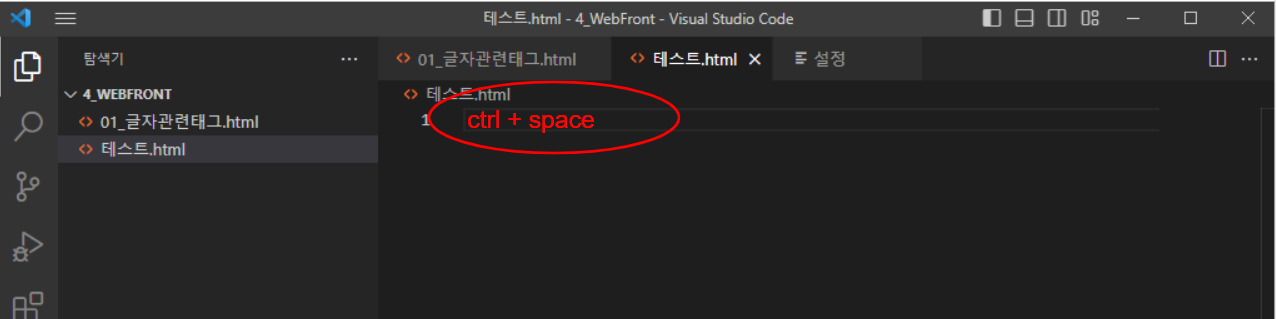 테스트.html - 4_WebFront - Visual Studio Code
탐색기
4_WEBFRONT
01_글자관련태그.html
테스트.html
01_글자관련태그.html
테스트.html
설정
테스트.html
1
ctrl + space